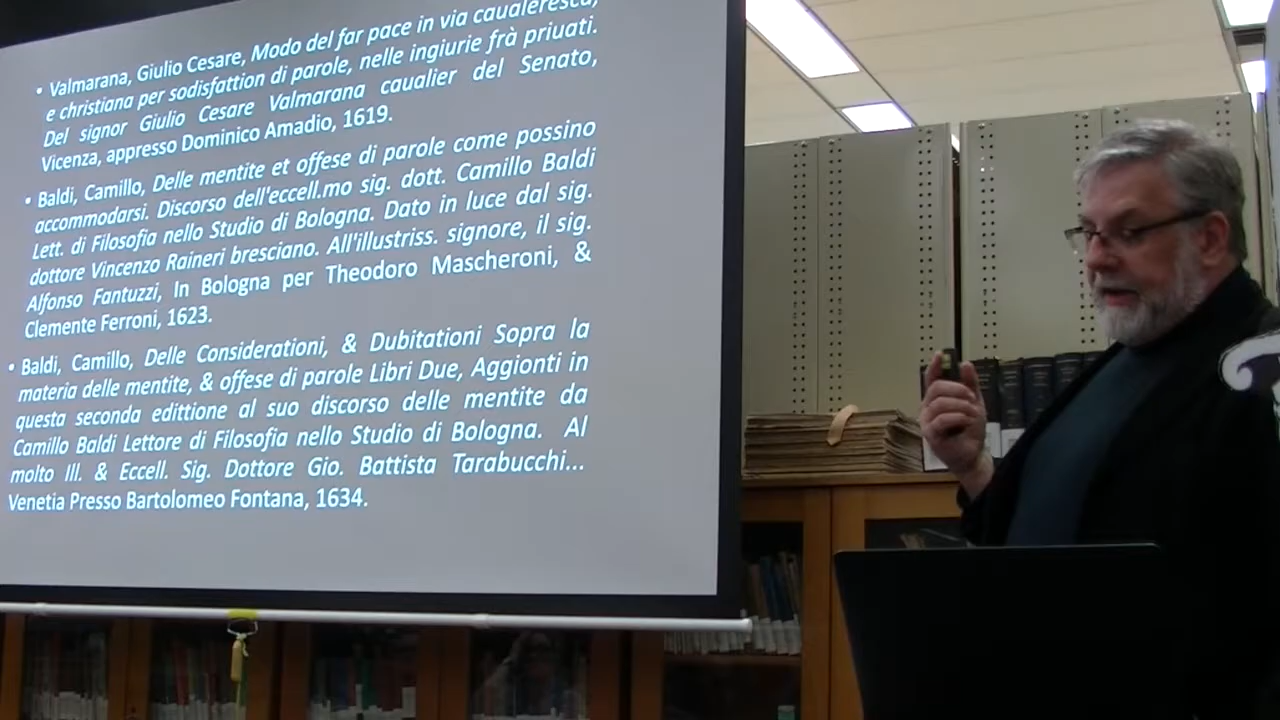 • Valmarana, Giulio Cesare, Modo del far pace in via caualeresca,
e christiana per sodisfattion di parole, nelle ingiurie frà priuati.
Del signor Giulio Cesare Valmarana caualier del Senato,
Vicenza, appresso Dominico Amadio, 1619.
• Baldi, Camillo, Delle mentite et offese di parole come possino
accommodarsi. Discorso dell'eccell.mo sig. dott. Camillo Baldi
Lett. di Filosofia nello Studio di Bologna. Dato in luce dal sig.
dottore Vincenzo Raineri bresciano. All'illustriss. signore, il sig.
Alfonso Fantuzzi, In Bologna per Theodoro Mascheroni, &
Clemente Ferroni, 1623.
• Baldi, Camillo, Delle Considerationi, & Dubitationi Sopra la
materia delle mentite, & offese di parole Libri Due, Aggionti in
questa seconda edittione al suo discorso delle mentite da
Camillo Baldi Lettore di Filosofia nello Studio di Bologna. Al
molto Ill. & Eccell. Sig. Dottore Gio. Battista Tarabucchi...
Venetia Presso Bartolomeo Fontana, 1634.